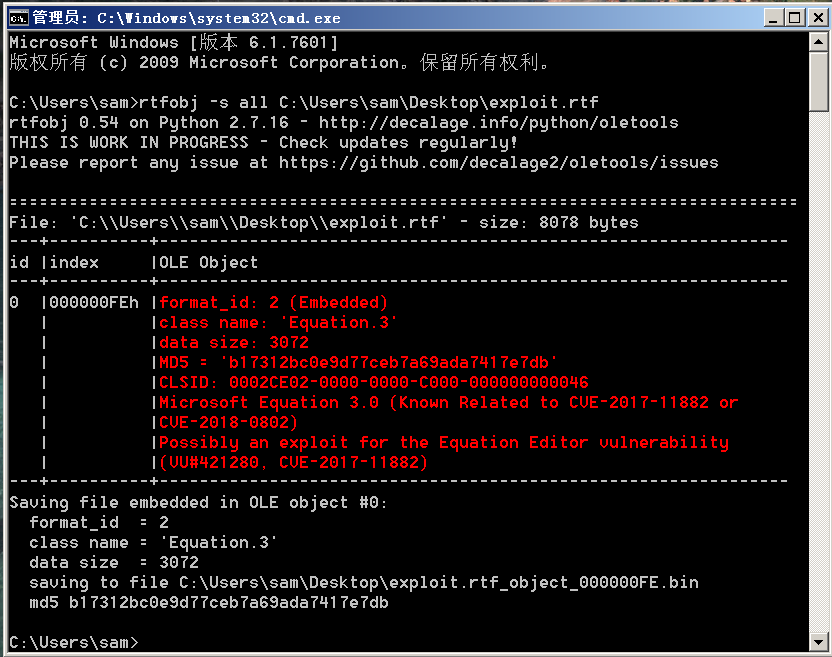 管理员: C:\Windows\system32\cmd.exe
Microsoft Windows [版本 6.1.7601]
版权所有 (c) 2009 Microsoft Corporation。保留所有权利。
C:\Users\sam>rtfobj -s all C:\Users\sam\Desktop\exploit.rtf
rtfobj 0.54 on Python 2.7.16 - http://decalage.info/python/oletools
THIS IS WORK IN PROGRESS - Check updates regularly!
Please report any issue at https://github.com/decalage2/oletools/issues
===============================================================================
File: 'C:\\Users\\sam\\Desktop\\exploit.rtf' - size: 8078 bytes
---+----------+---------------------------------------------------------------
id |index     |OLE Object
---+----------+---------------------------------------------------------------
0  |000000FEh |format_id: 2 (Embedded)
   |          |class name: 'Equation.3'
   |          |data size: 3072
   |          |MD5 = 'b17312bc0e9d77ceb7a69ada7417e7db'
   |          |CLSID: 0002CE02-0000-0000-C000-000000000046
   |          |Microsoft Equation 3.0 (Known Related to CVE-2017-11882 or
   |          |CVE-2018-0802)
   |          |Possibly an exploit for the Equation Editor vulnerability
   |          |(VU#421280, CVE-2017-11882)
---+----------+---------------------------------------------------------------
Saving file embedded in OLE object #0:
  format_id  = 2
  class name = 'Equation.3'
  data size  = 3072
  saving to file C:\Users\sam\Desktop\exploit.rtf_object_000000FE.bin
  md5 b17312bc0e9d77ceb7a69ada7417e7db
C:\Users\sam>